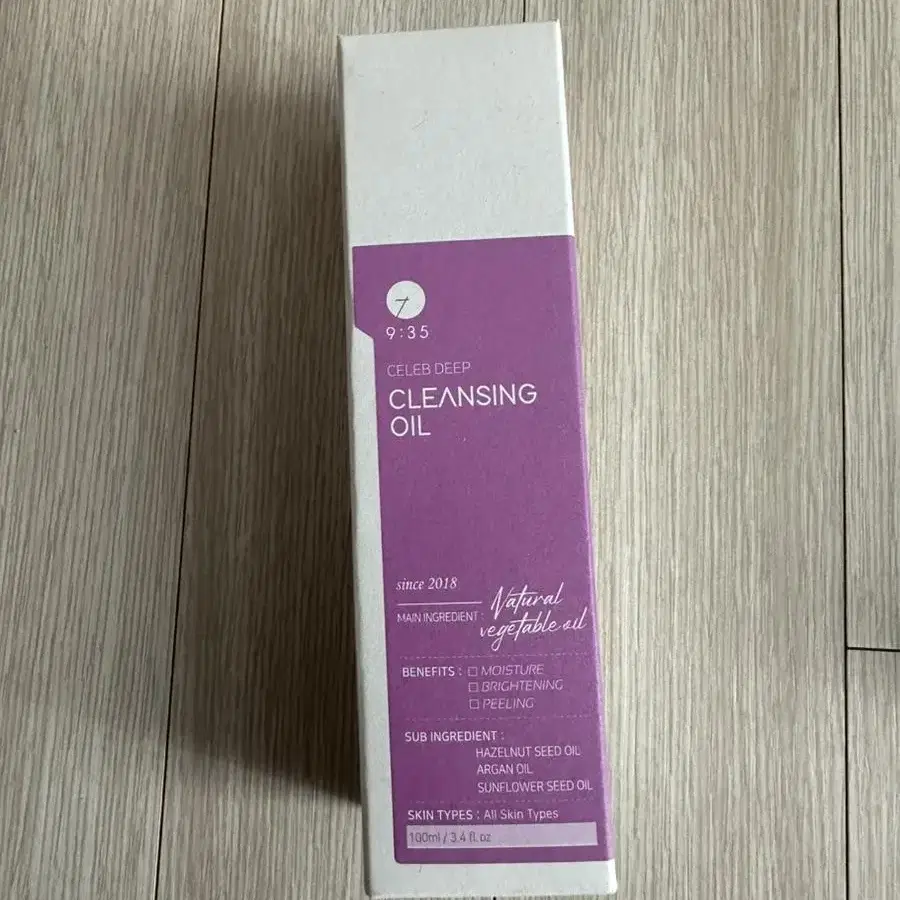 9:35
CELEB DEEP
CLEANSING
OIL
since 2018
MAIN INGREDIENT : Natural
vegetable oil
BENEFITS : □ MOISTURE
□ BRIGHTENING
□ PEELING
SUB INGREDIENT :
HAZELNUT SEED OIL
ARGAN OIL
SUNFLOWER SEED OIL
SKIN TYPES : All Skin Types
100ml / 3.4 fl. oz